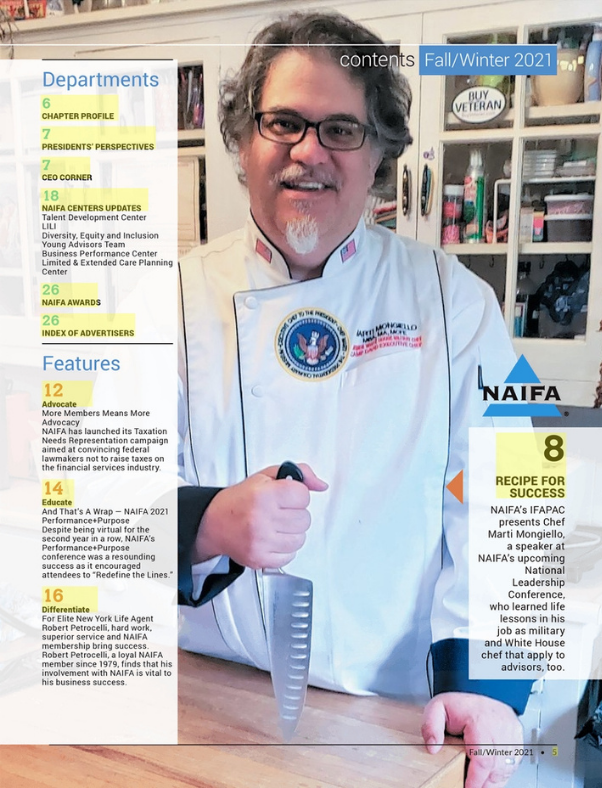 contents Fall/Winter 2021
Departments
6
CHAPTER PROFILE
7
PRESIDENTS' PERSPECTIVES
7
CEO CORNER
18
NAIFA CENTERS UPDATES
Talent Development Center
LILI
Diversity, Equity and Inclusion
Young Advisors Team
Business Performance Center
Limited & Extended Care Planning
Center
26
NAIFA AWARDS
26
INDEX OF ADVERTISERS
Features
12
Advocate
More Members Means More
Advocacy
NAIFA has launched its Taxation
Needs Representation campaign
aimed at convincing federal
lawmakers not to raise taxes on
the financial services industry.
14
Educate
And That's A Wrap — NAIFA 2021
Performance+Purpose
Despite being virtual for the
second year in a row, NAIFA's
Performance+Purpose
conference was a resounding
success as it encouraged
attendees to "Redefine the Lines."
16
Differentiate
For Elite New York Life Agent
Robert Petrocelli, hard work,
superior service and NAIFA
membership bring success.
Robert Petrocelli, a loyal NAIFA
member since 1979, finds that his
involvement with NAIFA is vital to
his business success.
BUY
VETERAN
MARTI MONGIELLO
NAIFA
8
RECIPE FOR
SUCCESS
NAIFA's IFAPAC
presents Chef
Marti Mongiello,
a speaker at
NAIFA's upcoming
National
Leadership
Conference,
who learned life
lessons in his
job as military
and White House
chef that apply to
advisors, too.
Fall/Winter 2021 • 5